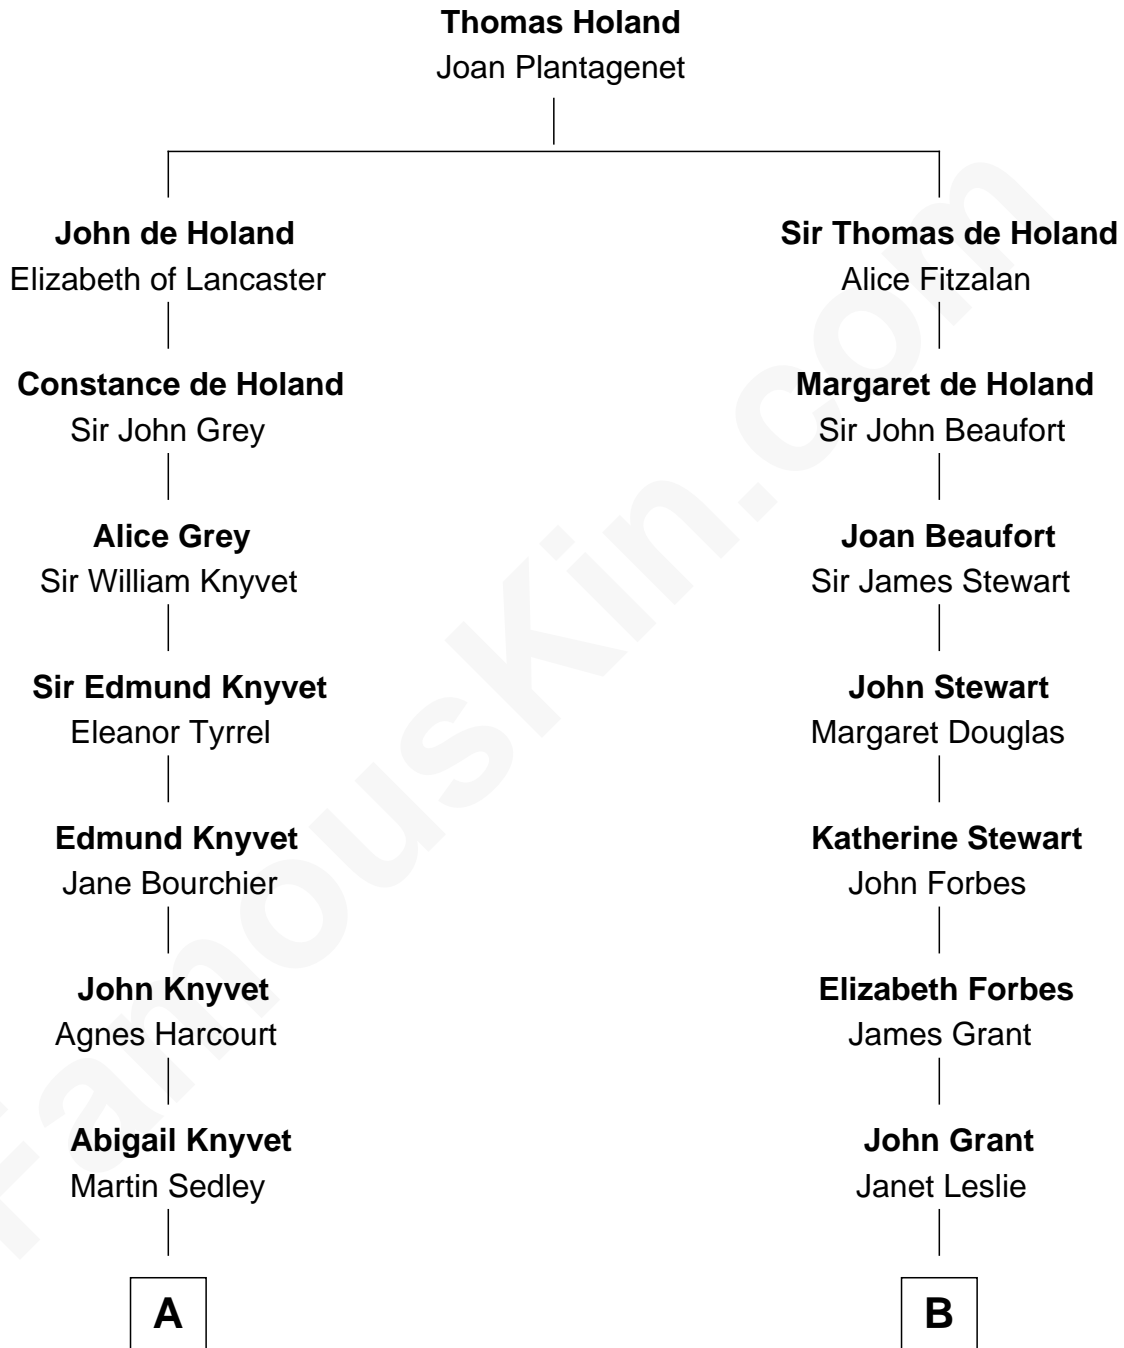 Thomas Holand
Joan Plantagenet
John de Holand
Elizabeth of Lancaster
Sir Thomas de Holand
Alice Fitzalan
Constance de Holand
Sir John Grey
Margaret de Holand
Sir John Beaufort
Alice Grey
Sir William Knyvet
Joan Beaufort
Sir James Stewart
Sir Edmund Knyvet
Eleanor Tyrrel
John Stewart
Margaret Douglas
Edmund Knyvet
Jane Bourchier
Katherine Stewart
John Forbes
John Knyvet
Agnes Harcourt
Elizabeth Forbes
James Grant
Abigail Knyvet
Martin Sedley
John Grant
Janet Leslie
A
B
FamousKin.com